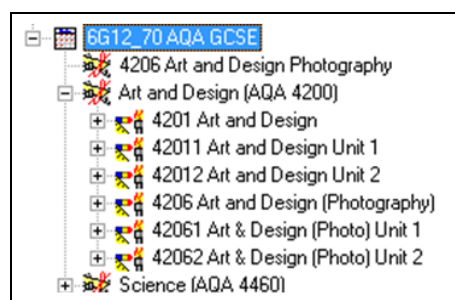 6G12_70 AQA GCSE
4206 Art and Design Photography
Art and Design (AQA 4200)
4201 Art and Design
42011 Art and Design Unit 1
42012 Art and Design Unit 2
4206 Art and Design (Photography)
42061 Art & Design (Photo) Unit 1
42062 Art & Design (Photo) Unit 2
Science (AQA 4460)